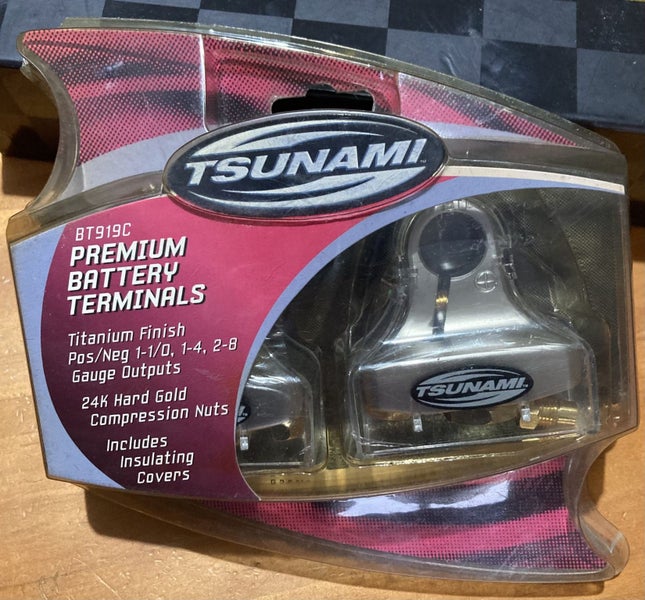 TSUNAMI
BT919C
PREMIUM
BATTERY
TERMINALS
Titanium Finish
Pos/Neg 1-1/0, 1-4, 2-8
Gauge Outputs
24K Hard Gold
Compression Nuts
Includes
Insulating
Covers
TSUNAMI